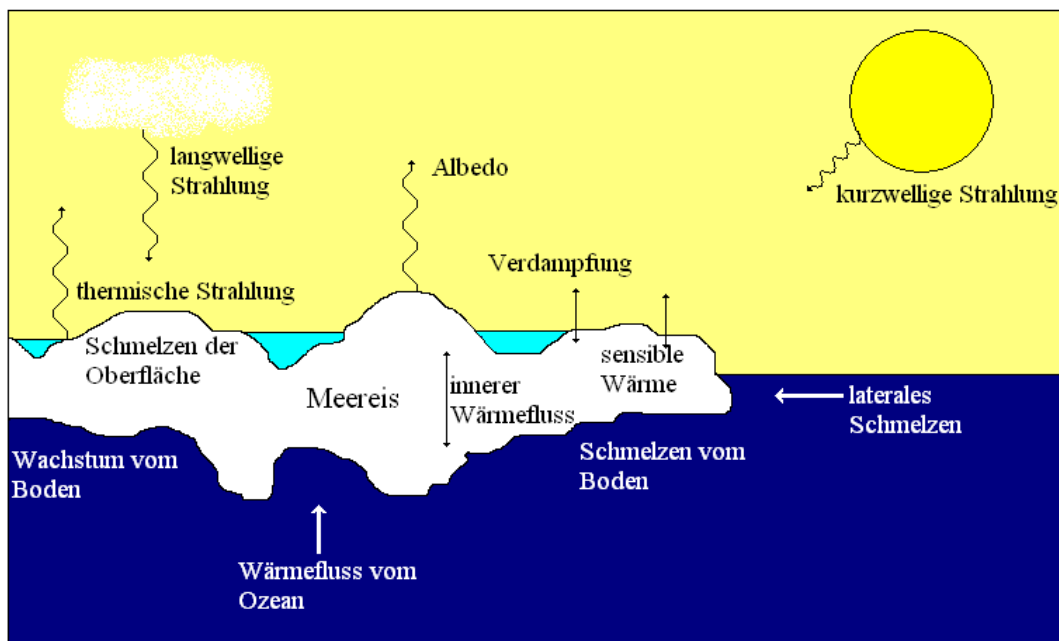 langwellige
Strahlung
Albedo
kurzwellige Strahlung
Verdampfung
thermische Strahlung
Schmelzen der
Oberfläche
sensible
Wärme
Meereis
innerer
Wärmefluss
laterales
Schmelzen
Wachstum vom
Boden
Schmelzen vom
Boden
Wärmefluss vom
Ozean